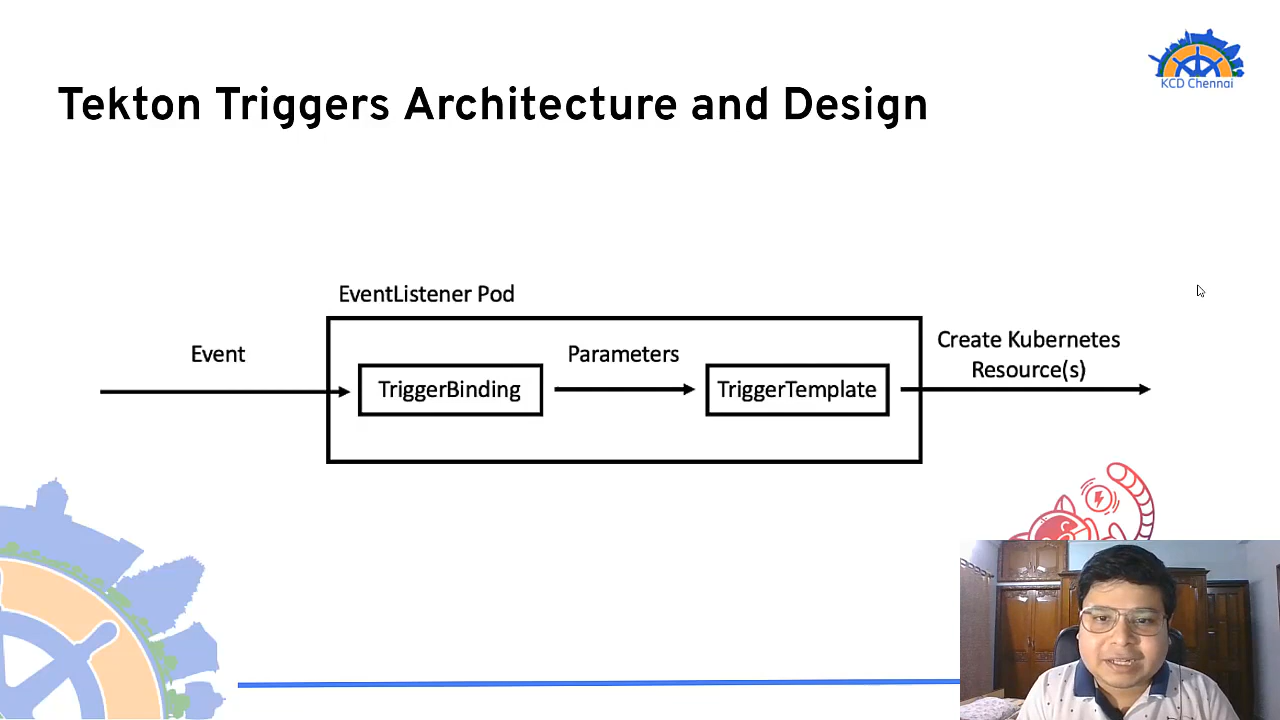 KCD Chennai
Tekton Triggers Architecture and Design
EventListener Pod
Event
TriggerBinding
Parameters
TriggerTemplate
Create Kubernetes
Resource(s)